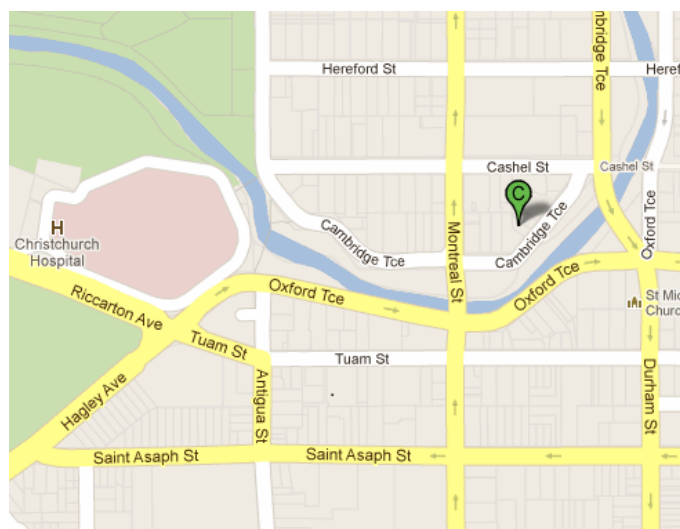 Cambridge Tce
Hereford St
Heref
Cashel St
Cashel St
C
H
Christchurch
Hospital
Cambridge Tce
Cambridge Tce
Montreal St
Oxford Tce
Oxford Tce
Oxford Tce
Riccarton Ave
St Mic
Church
Tuam St
Tuam St
Hagley Ave
Antigua St
Durham St
Saint Asaph St
Saint Asaph St